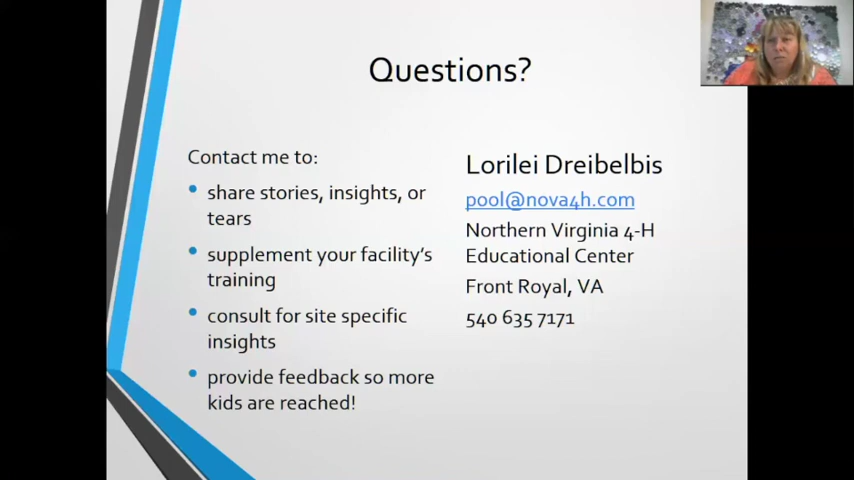 Questions?
Contact me to:
share stories, insights, or
tears
supplement your facility's
training
consult for site specific
insights
provide feedback so more
kids are reached!
Lorilei Dreibelbis
pool@nova4h.com
Northern Virginia 4-H
Educational Center
Front Royal, VA
540 635 7171